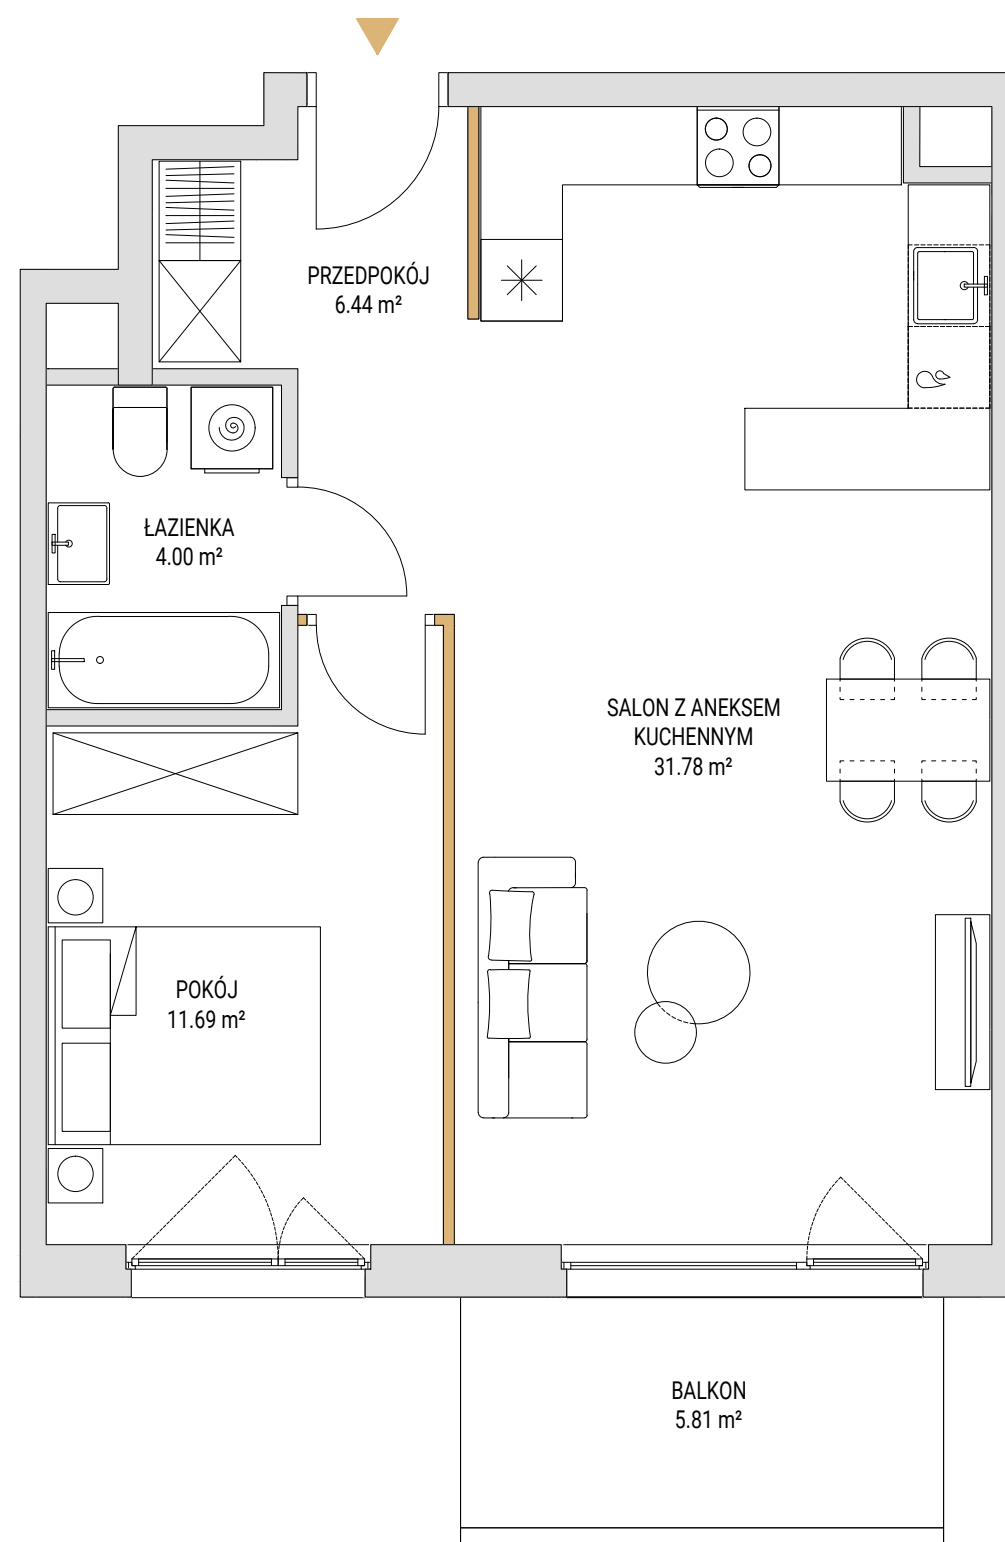 PRZEDPOKÓJ
6.44 m²
ŁAZIENKA
4.00 m²
SALON Z ANEKSEM
KUCHENNYM
31.78 m²
POKÓJ
11.69 m²
BALKON
5.81 m²